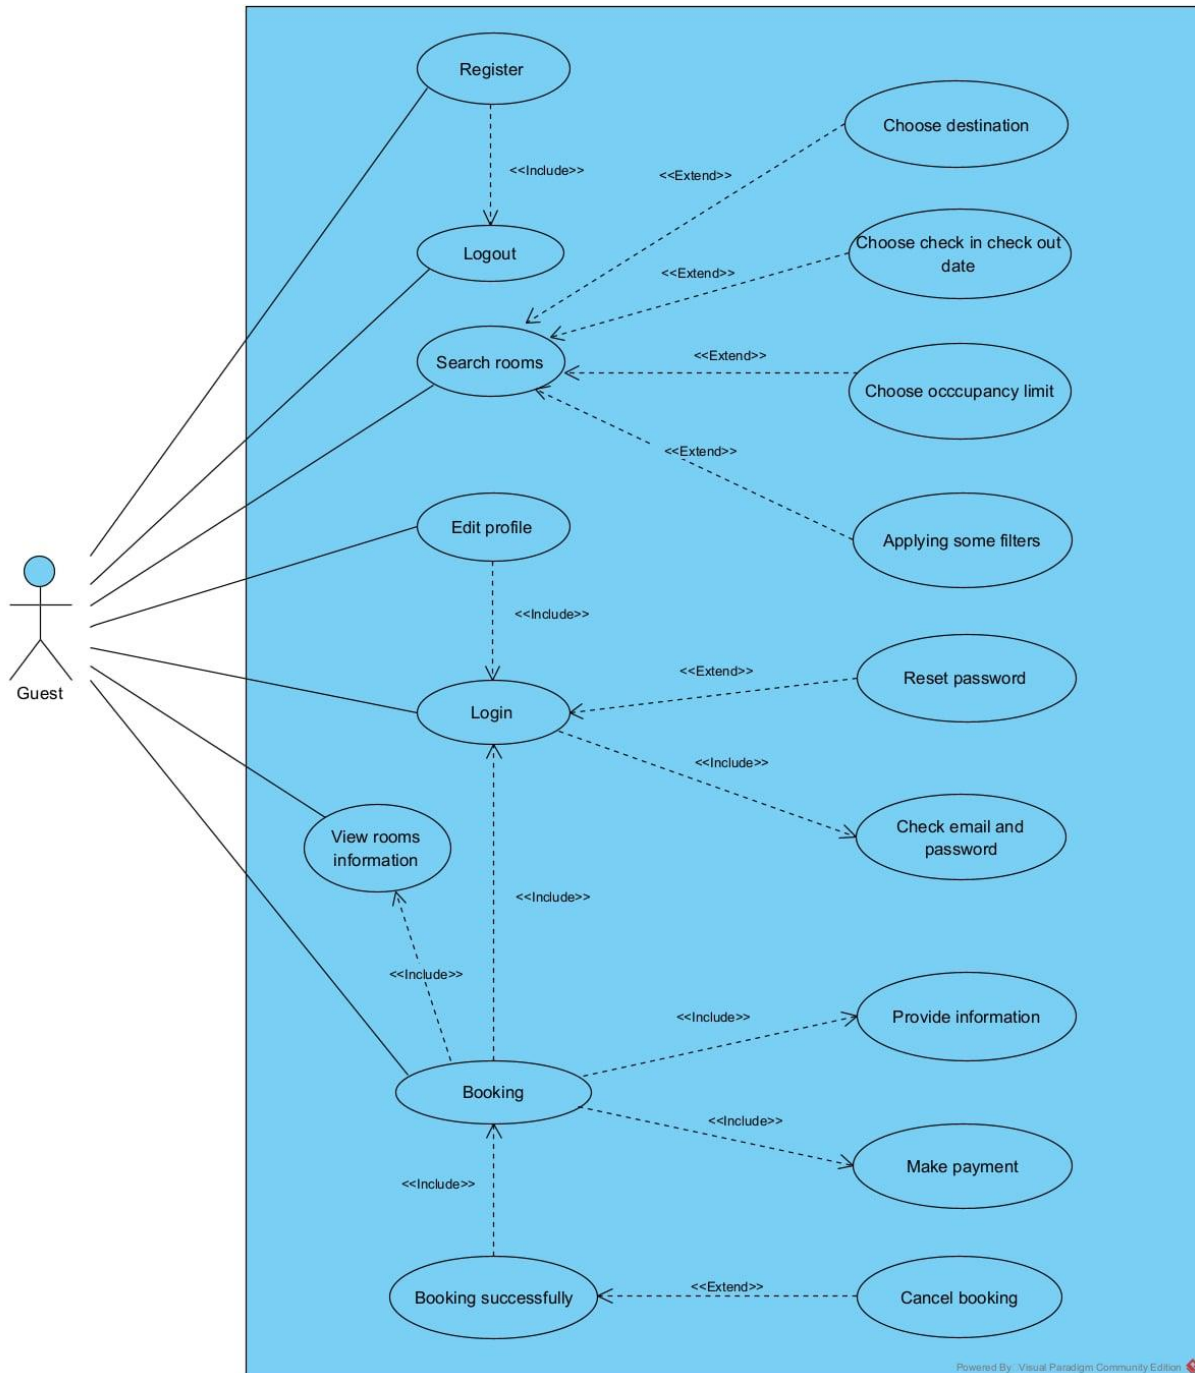 Register
Choose destination
<<Include>>
<<Extend>>
Logout
Choose check in check out
date
<<Extend>>
Search rooms
<<Extend>>
Choose occcupancy limit
<<Extend>>
Edit profile
Applying some filters
<<Include>>
Guest
Login
<<Extend>>
Reset password
<<Include>>
View rooms
information
Check email and
password
<<Include>>
<<Include>>
<<Include>>
Provide information
Booking
<<Include>>
Make payment
<<Include>>
Booking successfully
<<Extend>>
Cancel booking
Powered By: Visual Paradigm Community Edition